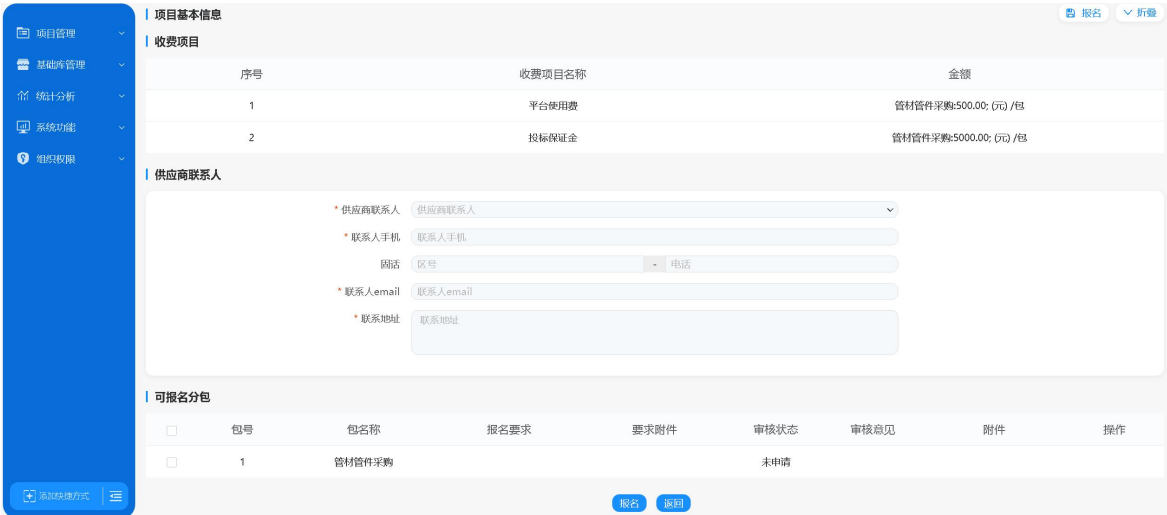 项目管理
基础库管理
统计分析
系统功能
组织权限
添加快捷方式
项目基本信息
报名 折叠
收费项目
序号 收费项目名称 金额
1 平台使用费 管材管件采购:500.00; (元) /包
2 投标保证金 管材管件采购:5000.00; (元) /包
供应商联系人
* 供应商联系人 供应商联系人
* 联系人手机 联系人手机
固话 区号 - 电话
* 联系人email 联系人email
* 联系地址 联系地址
可报名分包
包号 包名称 报名要求 要求附件 审核状态 审核意见 附件 操作
1 管材管件采购 未申请
报名 返回